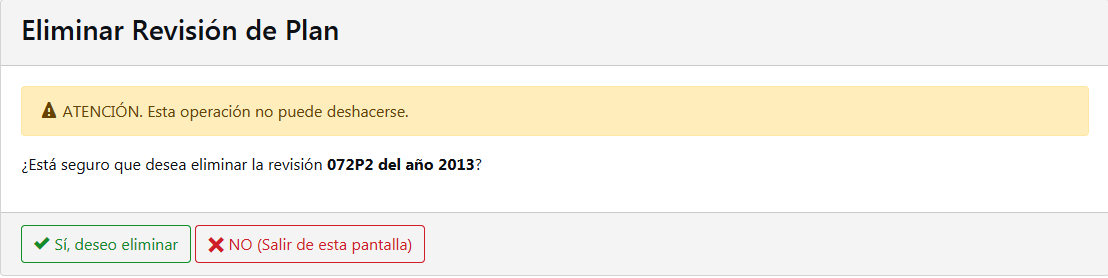 Eliminar Revisión de Plan
ATENCIÓN. Esta operación no puede deshacerse.
¿Está seguro que desea eliminar la revisión 072P2 del año 2013?
Sí, deseo eliminar
NO (Salir de esta pantalla)